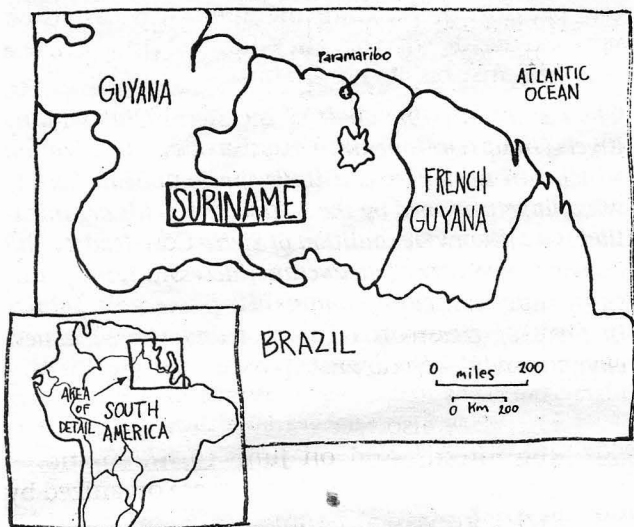 Paramaribo
GUYANA
ATLANTIC
OCEAN
SURINAME
FRENCH
GUYANA
BRAZIL
0 miles 200
0 Km 200
AREA
OF
DETAIL
SOUTH
AMERICA